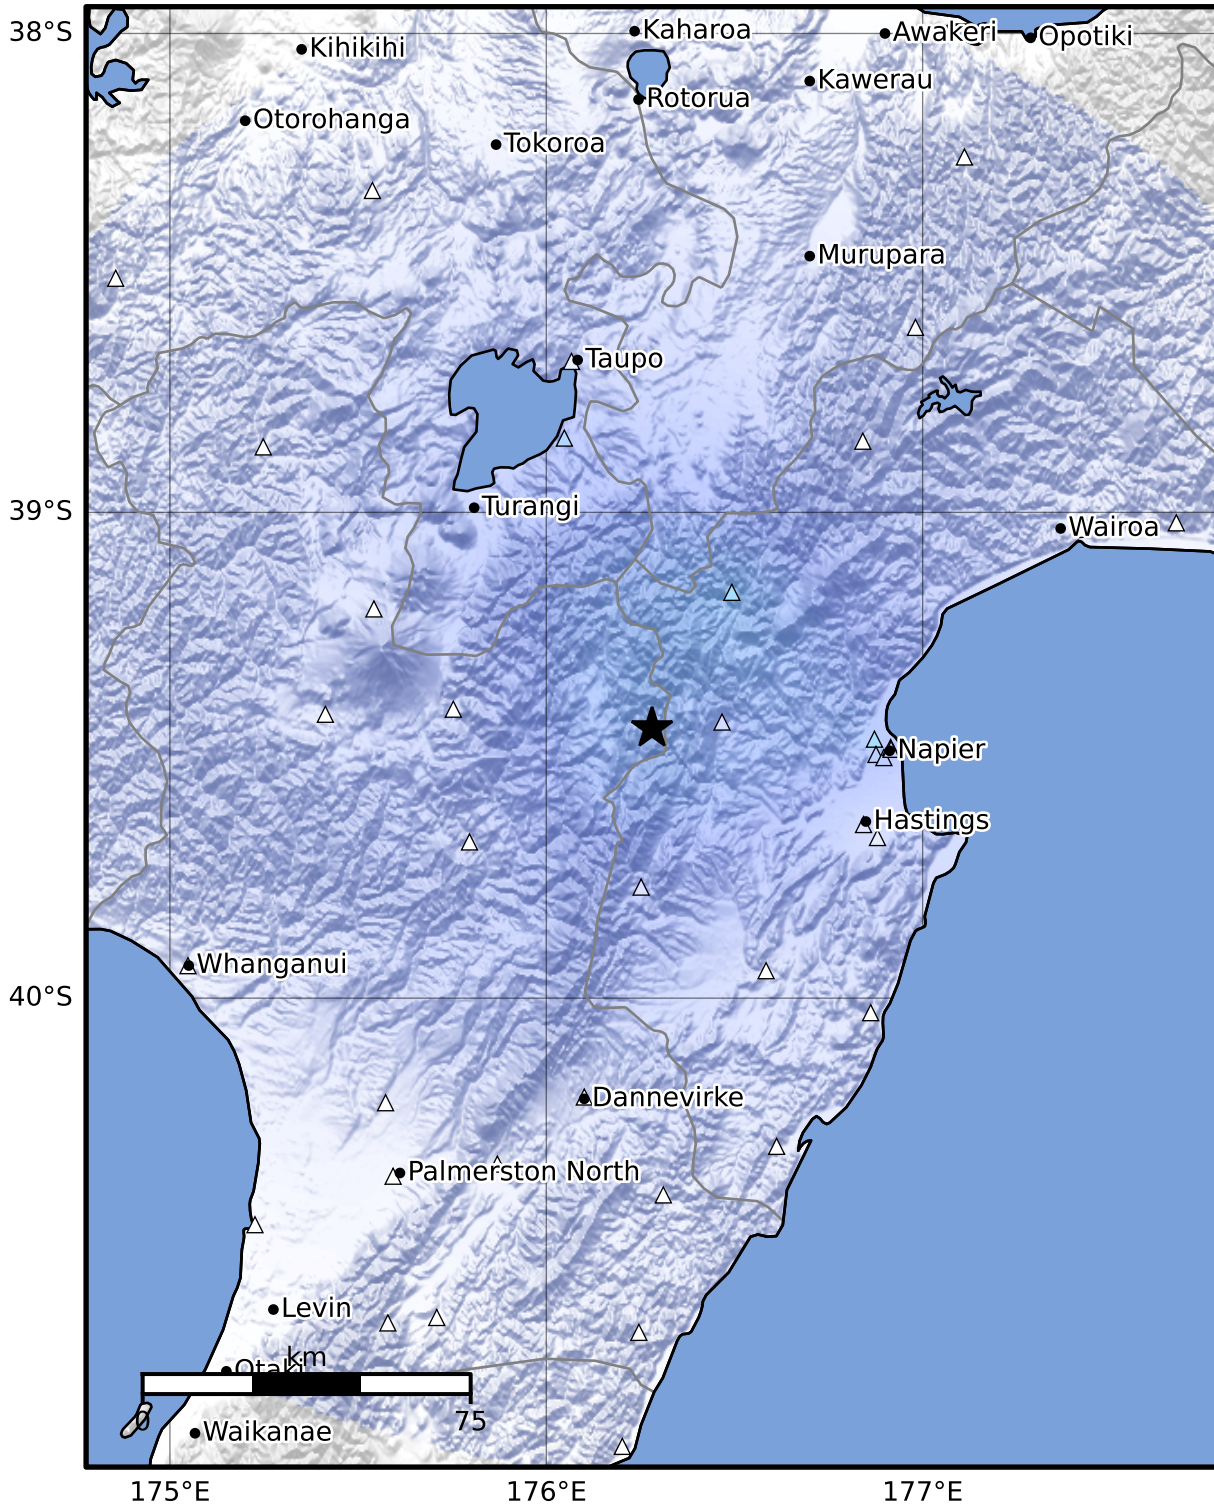 38°S
Kaharoa
Awakeri
Opotiki
Kihikihi
Kawerau
Rotorua
Otorohanga
Tokoroa
Murupara
Taupo
39°S
Turangi
Wairoa
Napier
Hastings
Whanganui
40°S
Dannevirke
Palmerston North
Levin
km
Otaki
0
75
Waikanae
175°E
176°E
177°E